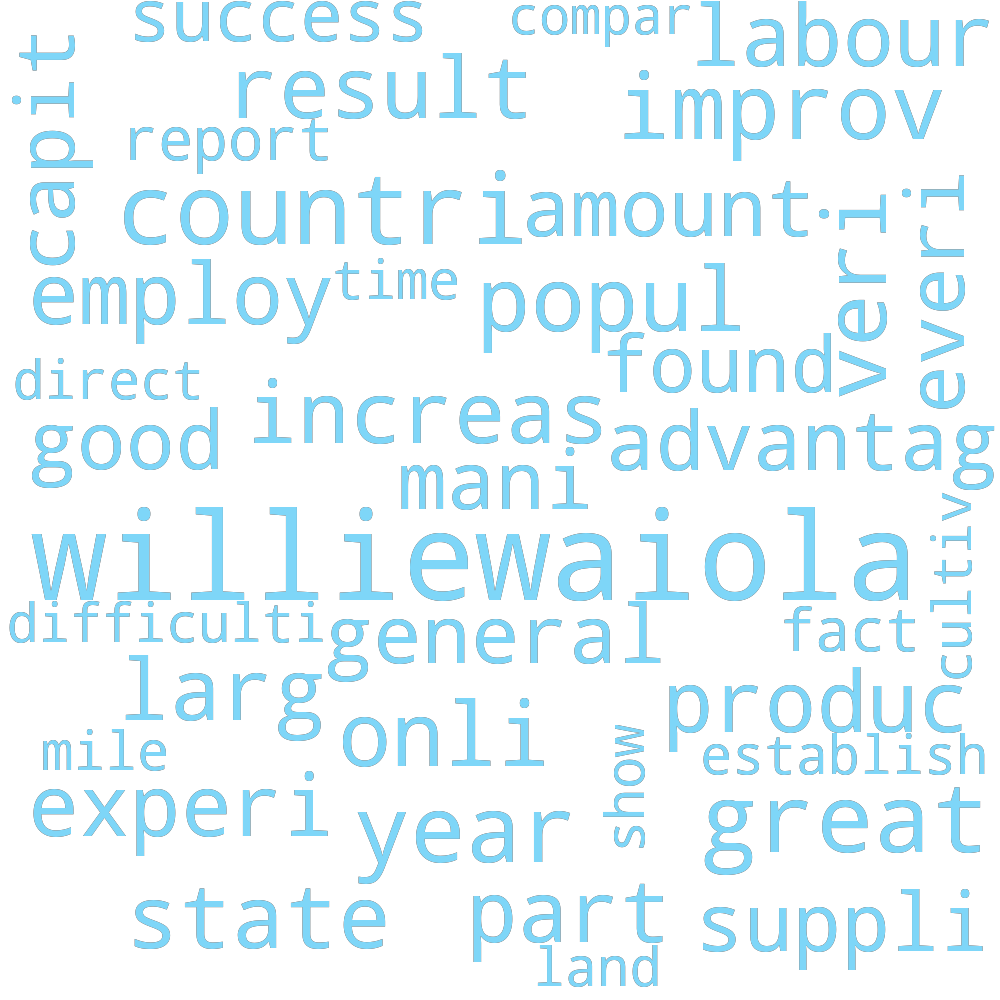 success
compar
labour
ecapit
result
improv
report
countri
amount
veri
everi
employ
time
popul
found
direct
increas
good
advantag
mani
williewaiola
cultiv
difficulti
general
fact
larg
produc
onli
mile
show
establish
experi
year
great
state
part
suppli
land